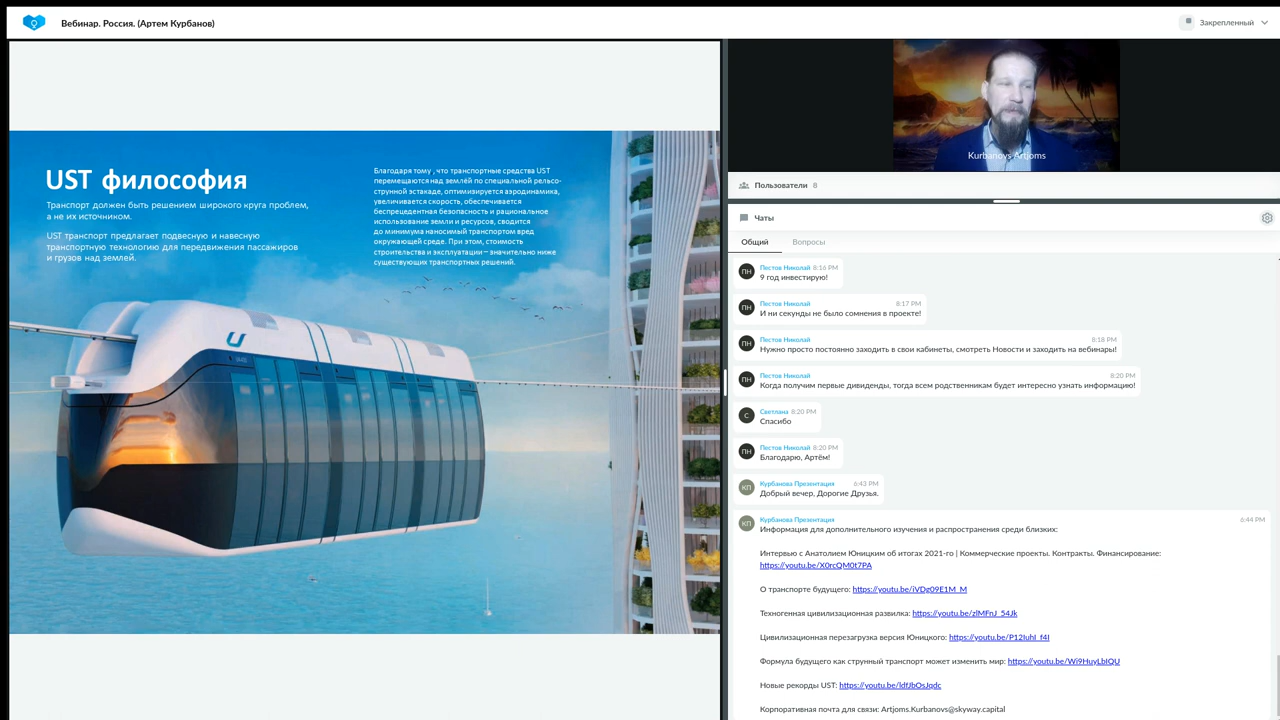 Вебинар. Россия. (Артем Курбанов)
Закрепленный
UST философия
Транспорт должен быть решением широкого круга проблем,
а не их источником.
UST транспорт предлагает подвесную и навесную
транспортную технологию для передвижения пассажиров
и грузов над землей.
Благодаря тому , что транспортные средства UST
перемещаются над землёй по специальной рельсо-
струнной эстакаде, оптимизируется аэродинамика,
увеличивается скорость, обеспечивается
беспрецедентная безопасность и рациональное
использование земли и ресурсов, сводится
до минимума наносимый транспортом вред
окружающей среде. При этом, стоимость
строительства и эксплуатации – значительно ниже
существующих транспортных решений.
Kurbanovs Artjoms
Пользователи 8
Чаты
Общий Вопросы
ПН Пестов Николай 8:16 PM
9 год инвестирую!
ПН Пестов Николай 8:17 PM
И ни секунды не было сомнения в проекте!
ПН Пестов Николай 8:18 PM
Нужно просто постоянно заходить в свои кабинеты, смотреть Новости и заходить на вебинары!
ПН Пестов Николай 8:20 PM
Когда получим первые дивиденды, тогда всем родственникам будет интересно узнать информацию!
С Светлана 8:20 PM
Спасибо
ПН Пестов Николай 8:20 PM
Благодарю, Артём!
КП Курбанова Презентация 6:43 PM
Добрый вечер, Дорогие Друзья.
КП Курбанова Презентация 6:44 PM
Информация для дополнительного изучения и распространения среди близких:
Интервью с Анатолием Юницким об итогах 2021-го | Коммерческие проекты. Контракты. Финансирование:
https://youtu.be/X0rcQM0t7PA
О транспорте будущего: https://youtu.be/iVDg09E1M_M
Техногенная цивилизационная развилка: https://youtu.be/zlMFnJ_54Jk
Цивилизационная перезагрузка версия Юницкого: https://youtu.be/P12IuhI_f4I
Формула будущего как струнный транспорт может изменить мир: https://youtu.be/Wi9HuyLbIQU
Новые рекорды UST: https://youtu.be/ldfJbOsJqdc
Корпоративная почта для связи: Artjoms.Kurbanovs@skyway.capital